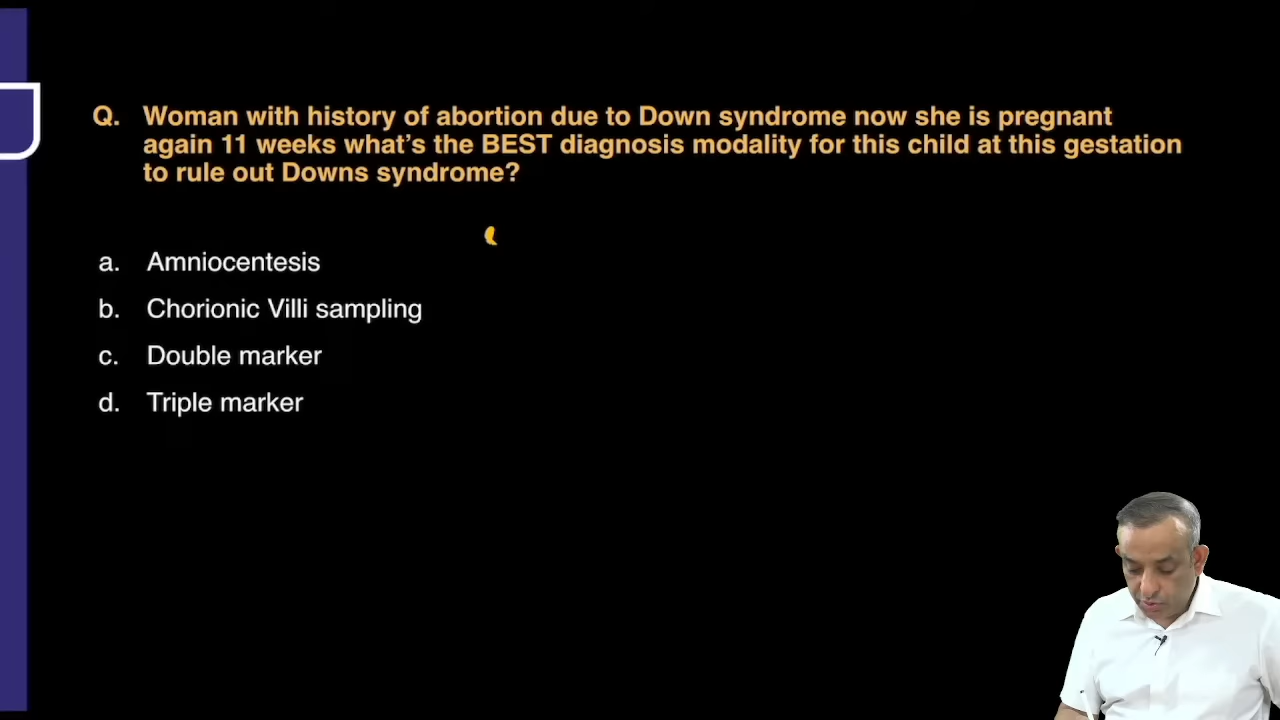 Q. Woman with history of abortion due to Down syndrome now she is pregnant
again 11 weeks what's the BEST diagnosis modality for this child at this gestation
to rule out Downs syndrome?
a. Amniocentesis
b. Chorionic Villi sampling
c. Double marker
d. Triple marker